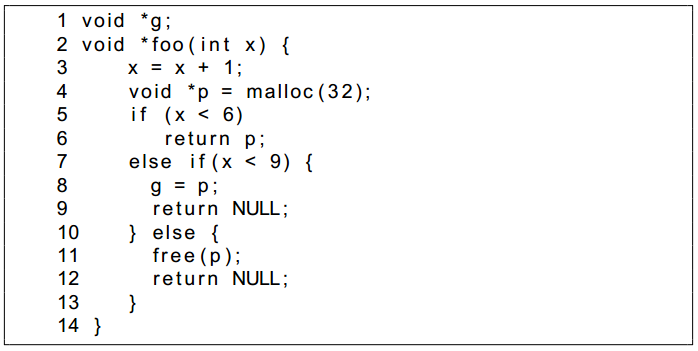 1 void *g;
2 void *foo(int x) {
3     x = x + 1;
4     void *p = malloc(32);
5     if (x < 6)
6        return p;
7     else if(x < 9) {
8       g = p;
9       return NULL;
10     } else {
11       free(p);
12       return NULL;
13     }
14 }